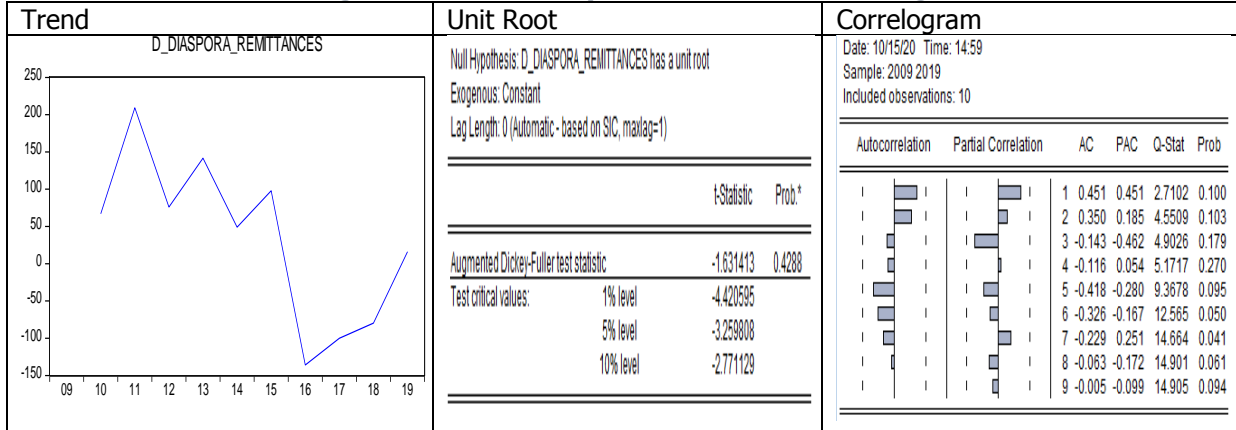 Trend
Unit Root
Correlogram
D_DIASPORA_REMITTANCES
250
200
150
100
50
0
-50
-100
-150
09 10 11 12 13 14 15 16 17 18 19
Null Hypothesis: D_DIASPORA_REMITTANCES has a unit root
Exogenous: Constant
Lag Length: 0 (Automatic - based on SIC, maxlag=1)
t-Statistic Prob.*
Augmented Dickey-Fuller test statistic -1.631413 0.4288
Test critical values: 1% level -4.420595
5% level -3.259808
10% level -2.771129
Date: 10/15/20 Time: 14:59
Sample: 2009 2019
Included observations: 10
Autocorrelation Partial Correlation AC PAC Q-Stat Prob
1 0.451 0.451 2.7102 0.100
2 0.350 0.185 4.5509 0.103
3 -0.143 -0.462 4.9026 0.179
4 -0.116 0.054 5.1717 0.270
5 -0.418 -0.280 9.3678 0.095
6 -0.326 -0.167 12.565 0.050
7 -0.229 0.251 14.664 0.041
8 -0.063 -0.172 14.901 0.061
9 -0.005 -0.099 14.905 0.094